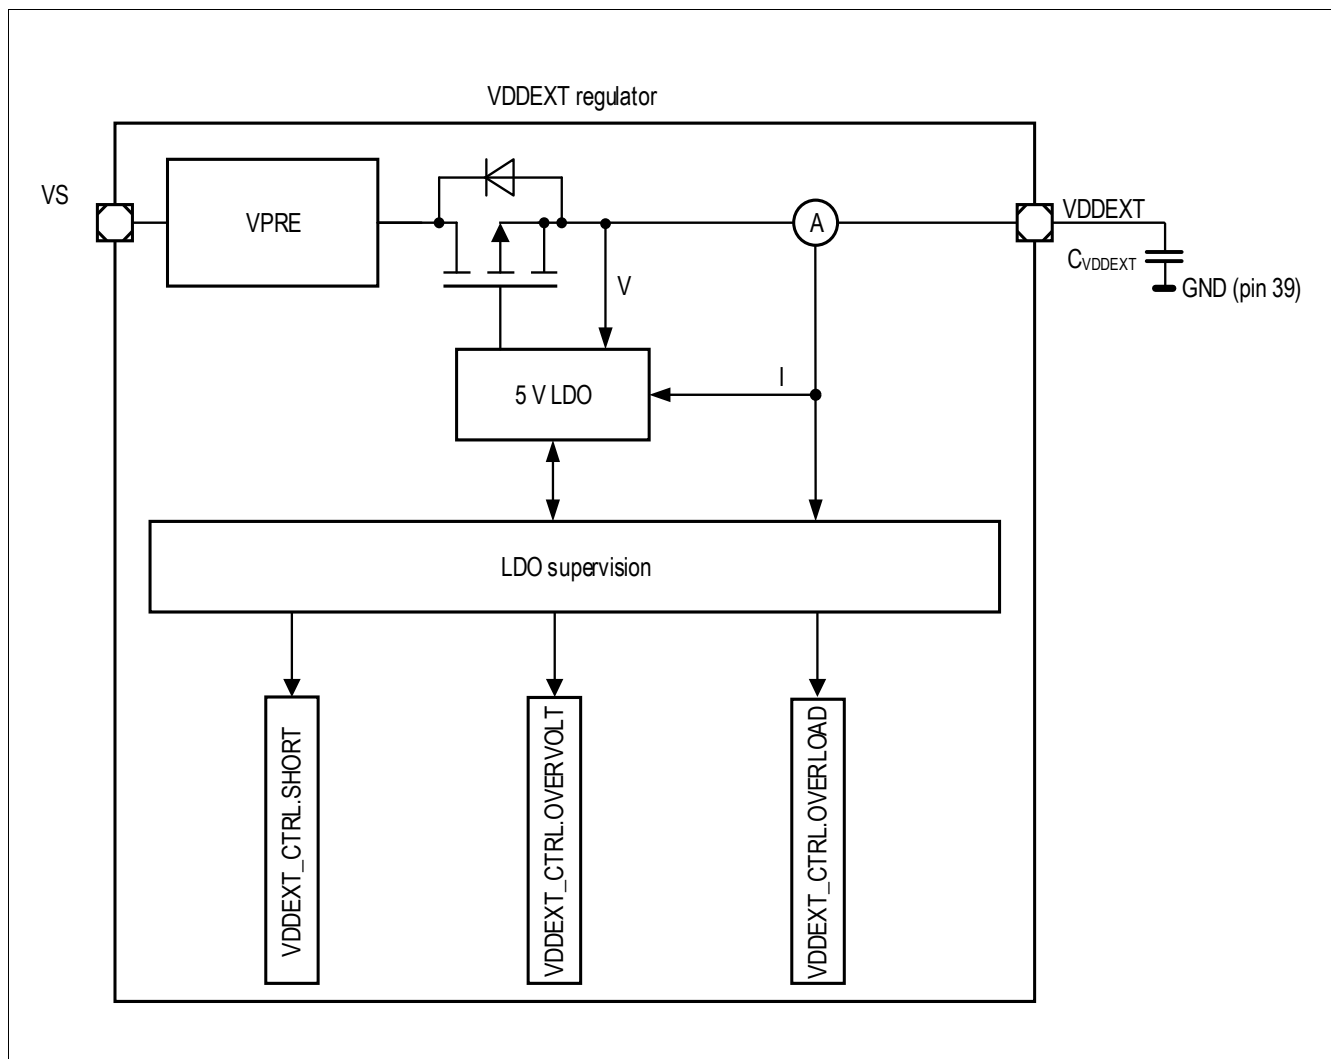 VDDEXT regulator
VS
VPRE
A
VDDEXT
CVDDEXT
GND (pin 39)
V
I
5 V LDO
LDO supervision
VDDEXT_CTRL.SHORT
VDDEXT_CTRL.OVERVOLT
VDDEXT_CTRL.OVERLOAD